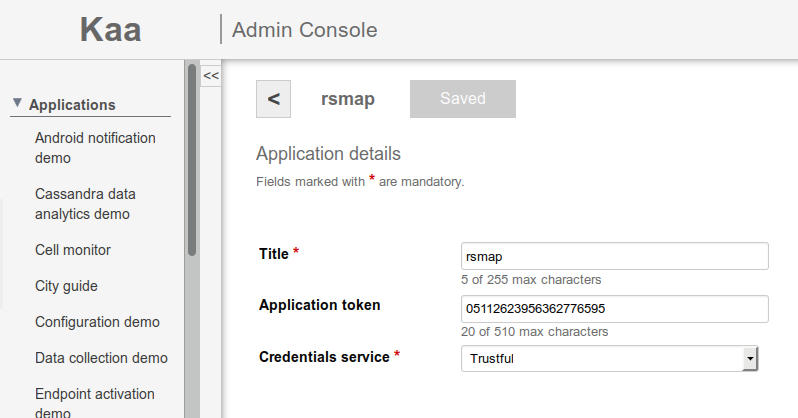 Kaa
Admin Console
<<
Applications
Android notification
demo
Cassandra data
analytics demo
Cell monitor
City guide
Configuration demo
Data collection demo
Endpoint activation
demo
<
rsmap
Saved
Application details
Fields marked with * are mandatory.
Title *
rsmap
5 of 255 max characters
Application token
05112623956362776595
20 of 510 max characters
Credentials service *
Trustful